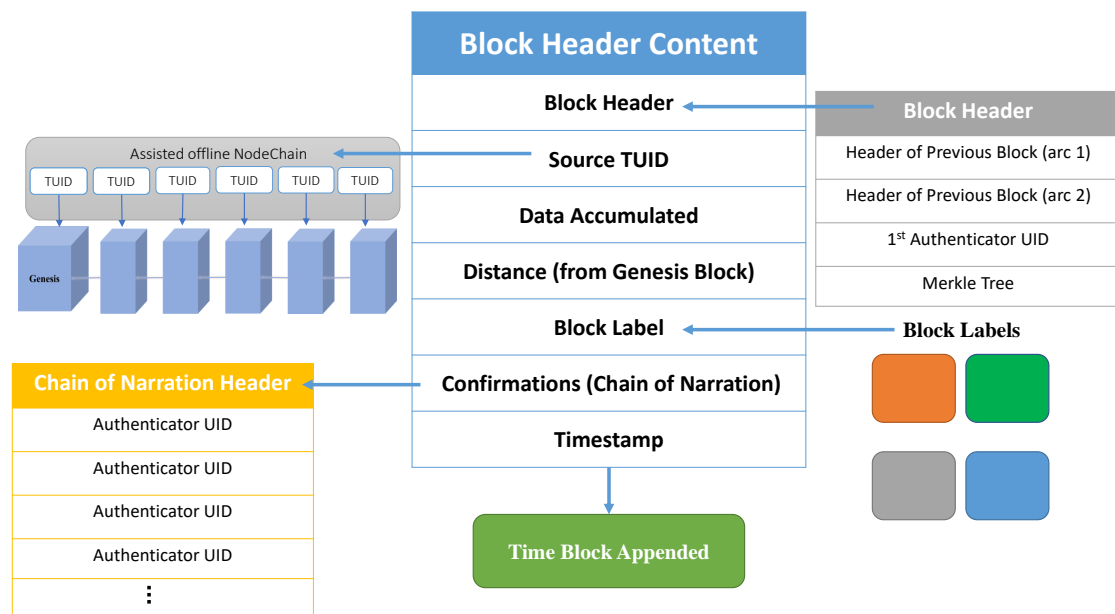 Block Header Content
Block Header
Source TUID
Data Accumulated
Distance (from Genesis Block)
Block Label
Confirmations (Chain of Narration)
Timestamp
Time Block Appended
Assisted offline NodeChain
TUID TUID TUID TUID TUID TUID
Genesis
Chain of Narration Header
Authenticator UID
Authenticator UID
Authenticator UID
Authenticator UID
⋮
Block Header
Header of Previous Block (arc 1)
Header of Previous Block (arc 2)
1st Authenticator UID
Merkle Tree
Block Labels